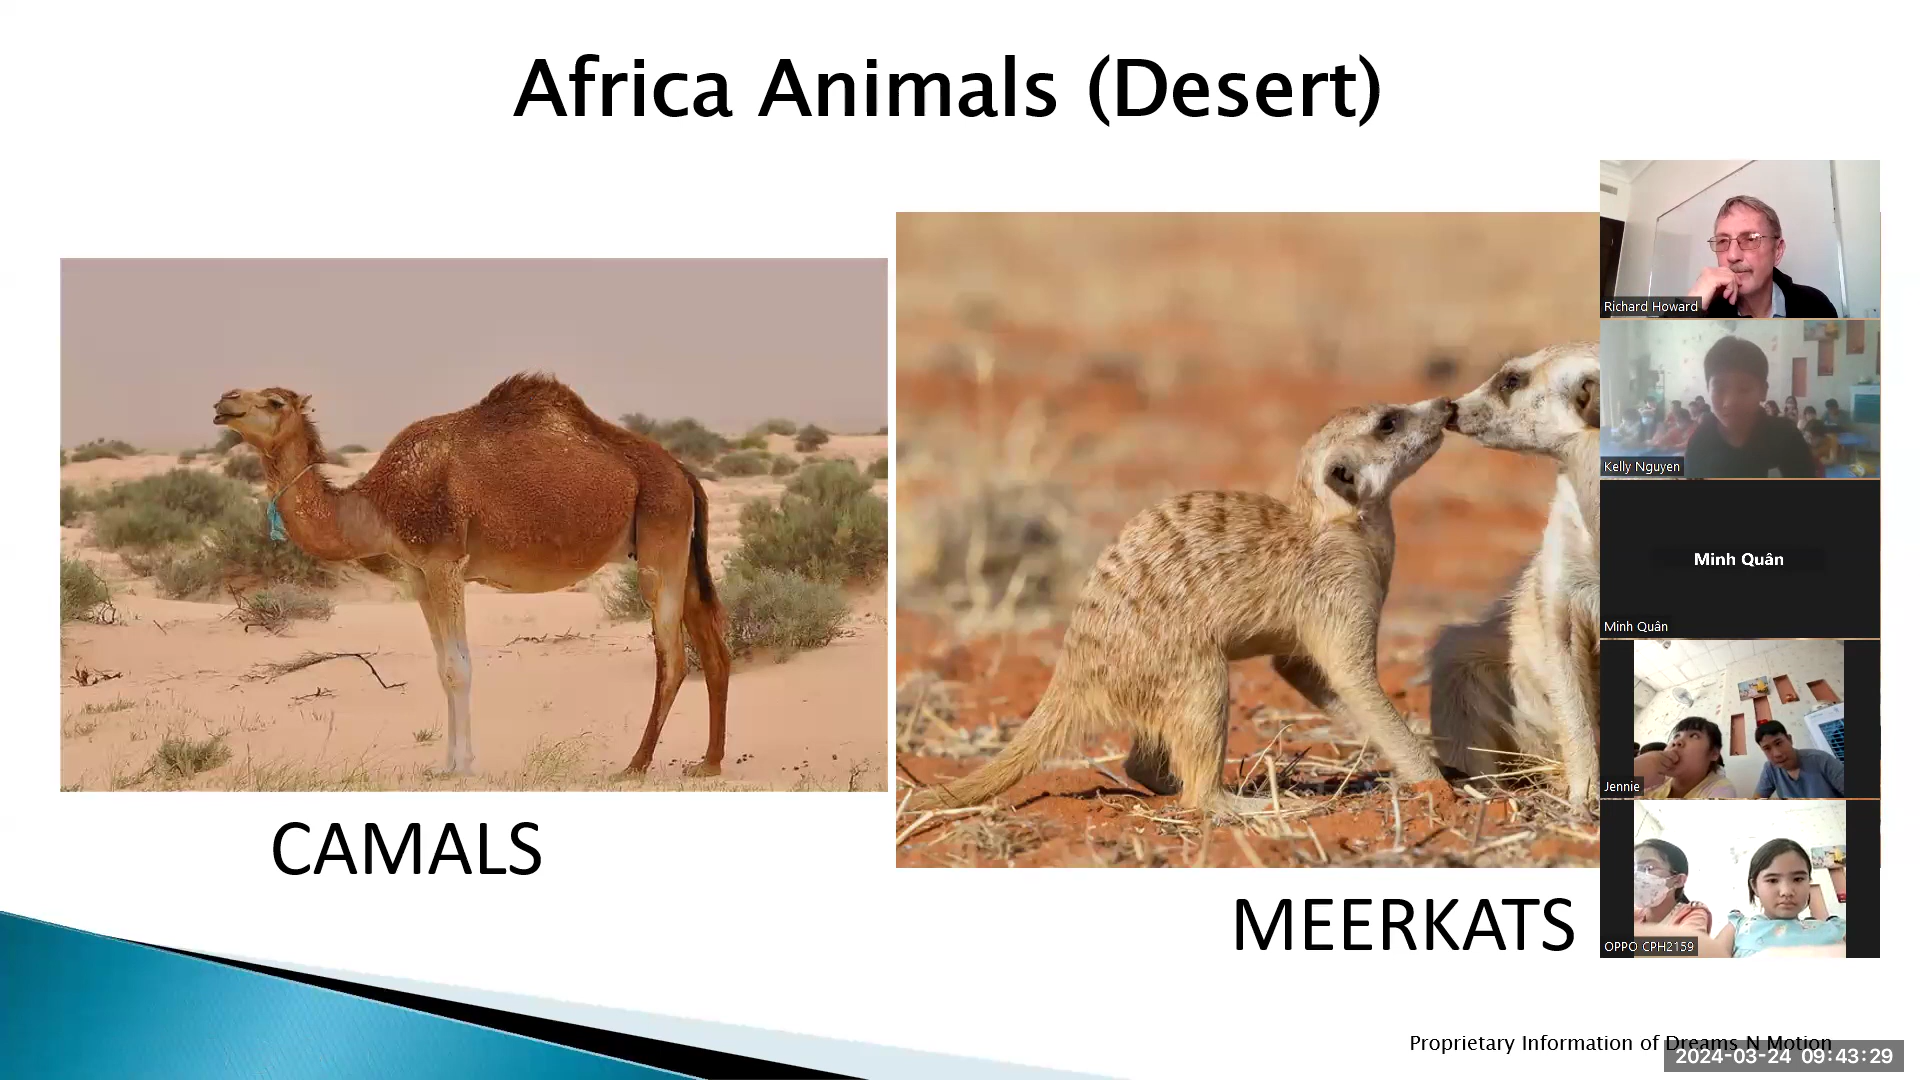 Africa Animals (Desert)
Richard Howard
Kelly Nguyen
Minh Quân
Minh Quân
Jennie
OPPO CPH2159
CAMALS
MEERKATS
Proprietary Information of Dreams N Motion
2024-03-24 09:43:29